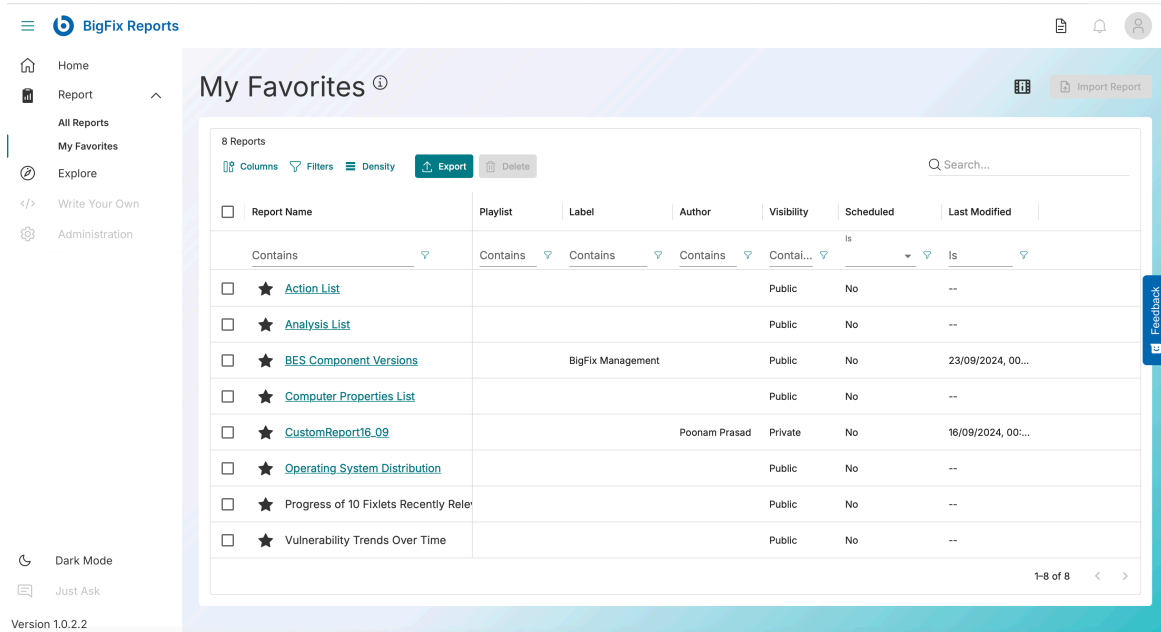 BigFix Reports
Home
Report
All Reports
My Favorites
Explore
Write Your Own
Administration
Dark Mode
Just Ask
Version 1.0.2.2
My Favorites
Import Report
8 Reports
Columns Filters Density Export Delete Search...
Report Name Playlist Label Author Visibility Scheduled Last Modified
Is
Contains Contains Contains Contains Contai... Is
Action List Public No --
Analysis List Public No --
BES Component Versions BigFix Management Public No 23/09/2024, 00...
Computer Properties List Public No --
CustomReport16_09 Poonam Prasad Private No 16/09/2024, 00:...
Operating System Distribution Public No --
Progress of 10 Fixlets Recently Rele Public No --
Vulnerability Trends Over Time Public No --
1–8 of 8
Feedback